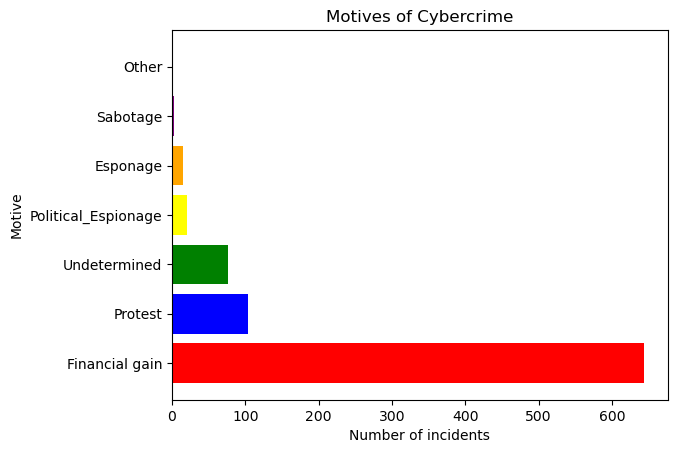 Motives of Cybercrime
Other
Sabotage
Esponage
Political_Espionage
Undetermined
Protest
Financial gain
Motive
0 100 200 300 400 500 600
Number of incidents